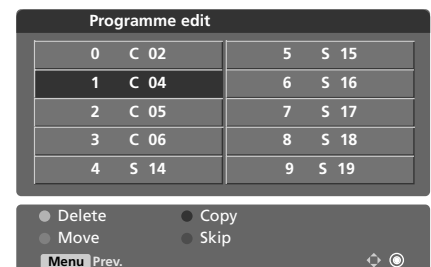 Programme edit
0 C 02 5 S 15
1 C 04 6 S 16
2 C 05 7 S 17
3 C 06 8 S 18
4 S 14 9 S 19
Delete Copy
Move Skip
Menu Prev.